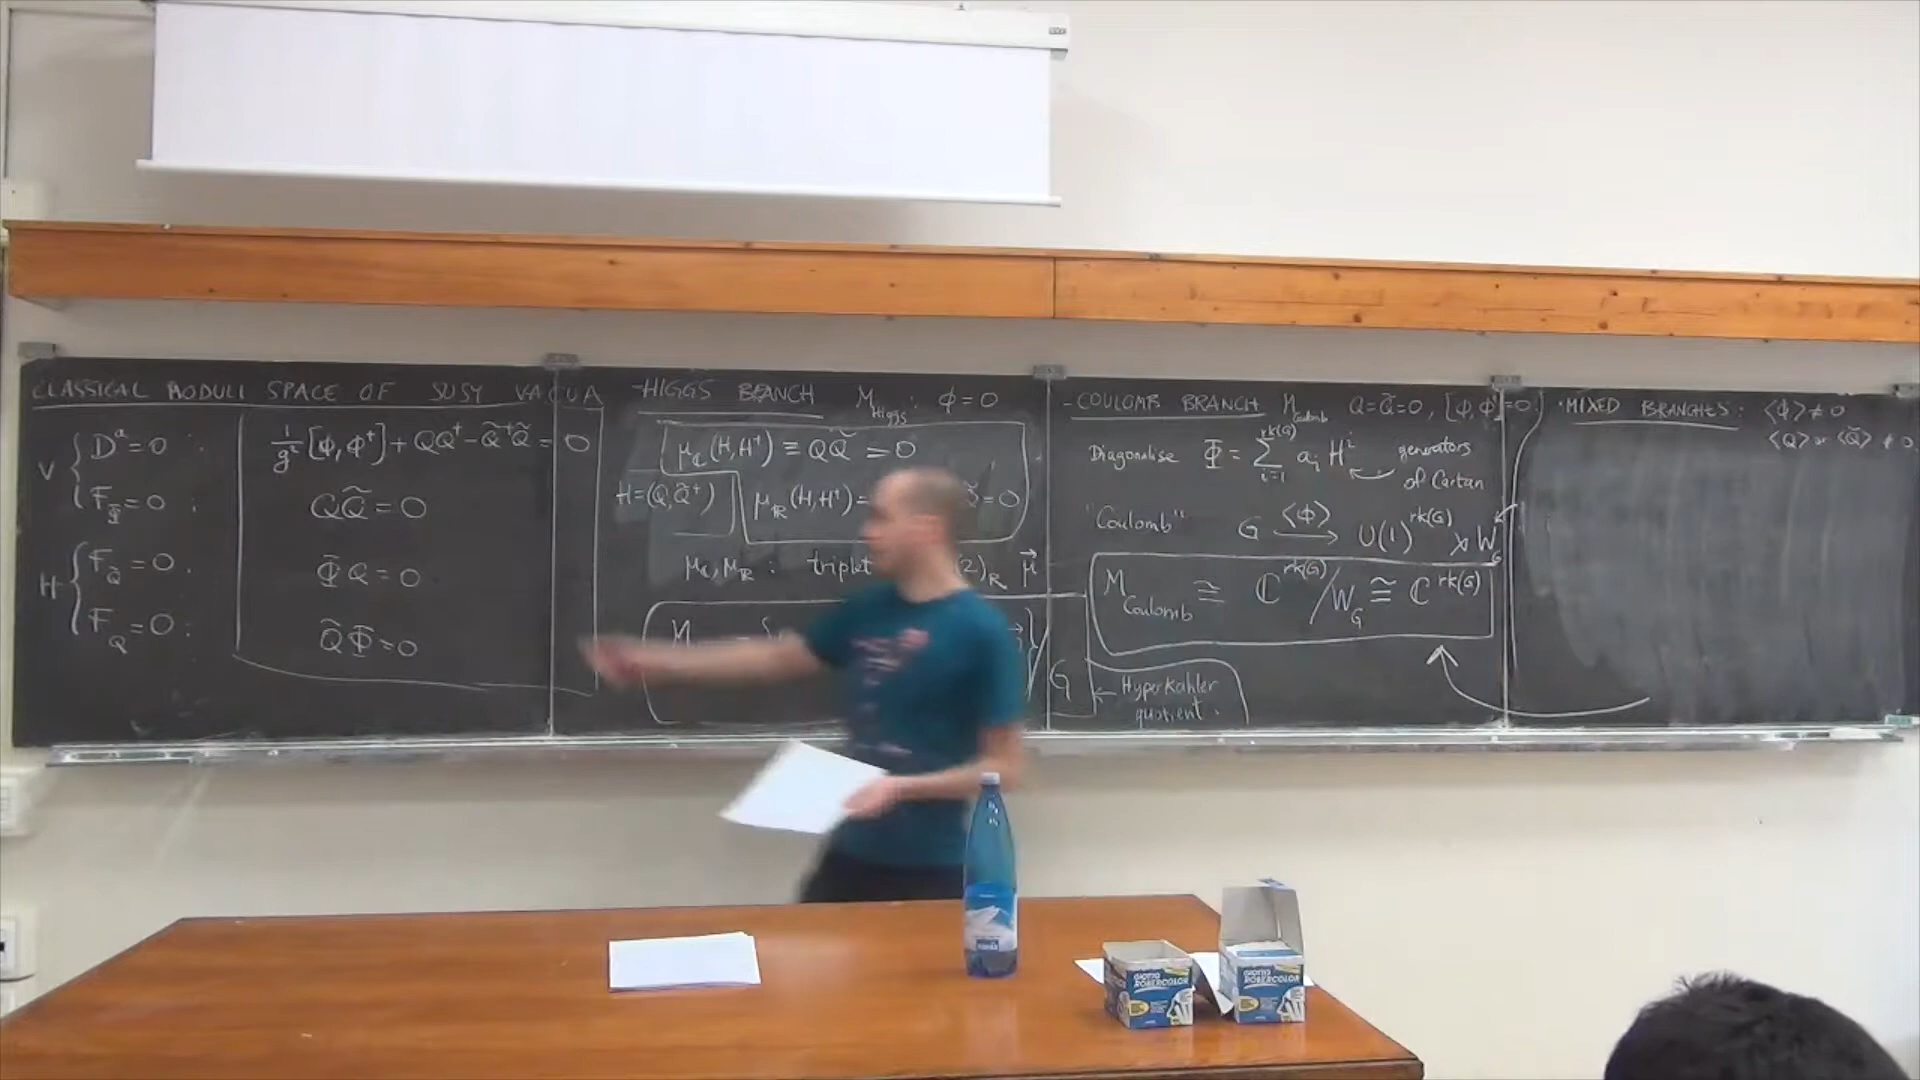 CLASSICAL MODULI SPACE OF SUSY VACUA
V { D^a = 0 :
F_Φ = 0 :
H { F_Q̃ = 0 .
F_Q = 0 :
1/g² [Φ, Φ†] + QQ† - Q̃†Q̃ = 0
QQ̃ = 0
ΦQ = 0
Q̃Φ = 0
- HIGGS BRANCH M_Higgs : Φ = 0
μ_ℂ(H, H†) ≡ QQ̃ = 0
H = (Q, Q̃†)
μ_ℝ(H, H†) = Q̃ = 0
μ_ℂ, μ_ℝ : triplet (2)_R μ⃗
M
} / G ← Hyperkähler
quotient.
- COULOMB BRANCH M_Coulomb Q = Q̃ = 0, [Φ, Φ†] = 0
Diagonalise Φ = Σ_{i=1}^{rk(G)} a_i H^i ← generators
of Cartan
"Coulomb" G —⟨Φ⟩→ U(1)^{rk(G)} ⋊ W_G
M_Coulomb ≅ ℂ^{rk(G)} / W_G ≅ ℂ^{rk(G)}
· MIXED BRANCHES : ⟨Φ⟩ ≠ 0
⟨Q⟩ or ⟨Q̃⟩ ≠ 0
GIOTTO
ROBERCOLOR
GIOTTO
ROBERCOLOR